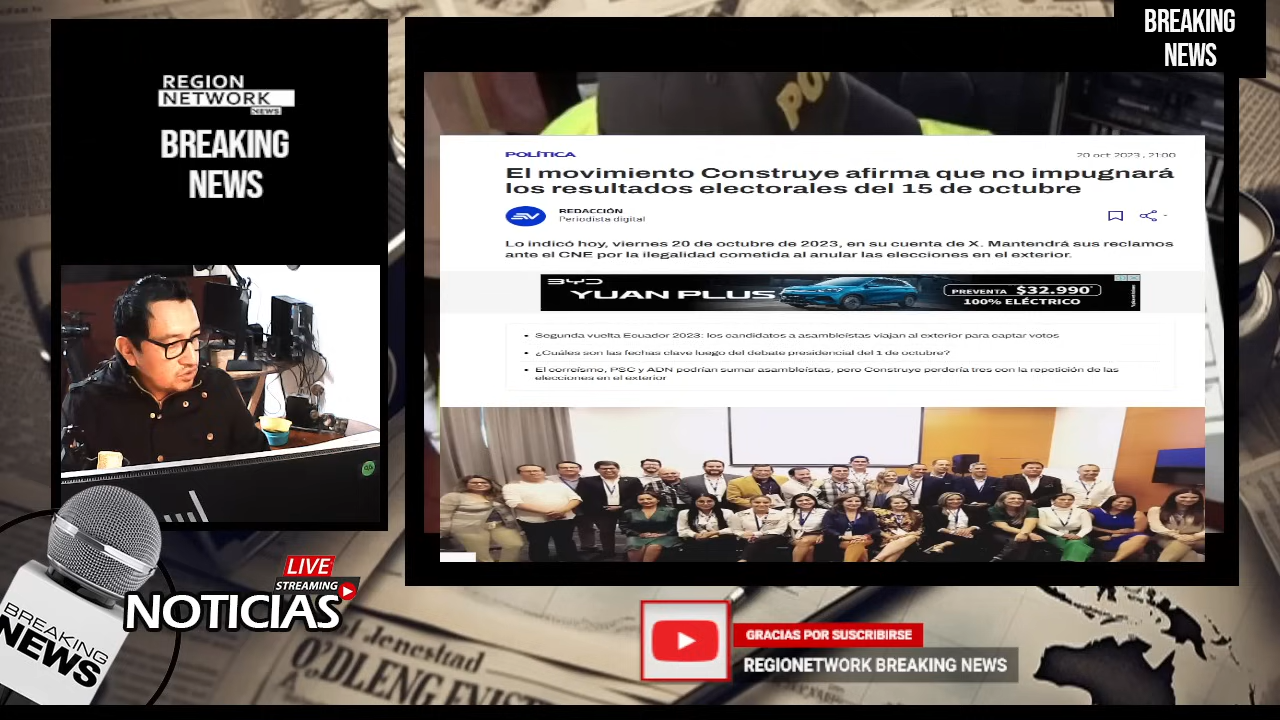 BREAKING
NEWS
REGION
NETWORK
NEWS
BREAKING
NEWS
PO
POLÍTICA
20 oct 2023, 21:00
El movimiento Construye afirma que no impugnará
los resultados electorales del 15 de octubre
REDACCIÓN
Periodista digital
Lo indicó hoy, viernes 20 de octubre de 2023, en su cuenta de X. Mantendrá sus reclamos
ante el CNE por la ilegalidad cometida al anular las elecciones en el exterior.
BYD
YUAN PLUS
PREVENTA $32.990
100% ELÉCTRICO
Segunda vuelta Ecuador 2023: los candidatos a asambleístas viajan al exterior para captar votos
¿Cuáles son las fechas clave luego del debate presidencial del 1 de octubre?
El correísmo, PSC y ADN podrían sumar asambleístas, pero Construye perdería tres con la repetición de las
elecciones en el exterior
LIVE
STREAMING
NOTICIAS
BREAKING
NEWS
GRACIAS POR SUSCRIBIRSE
REGIONETWORK BREAKING NEWS